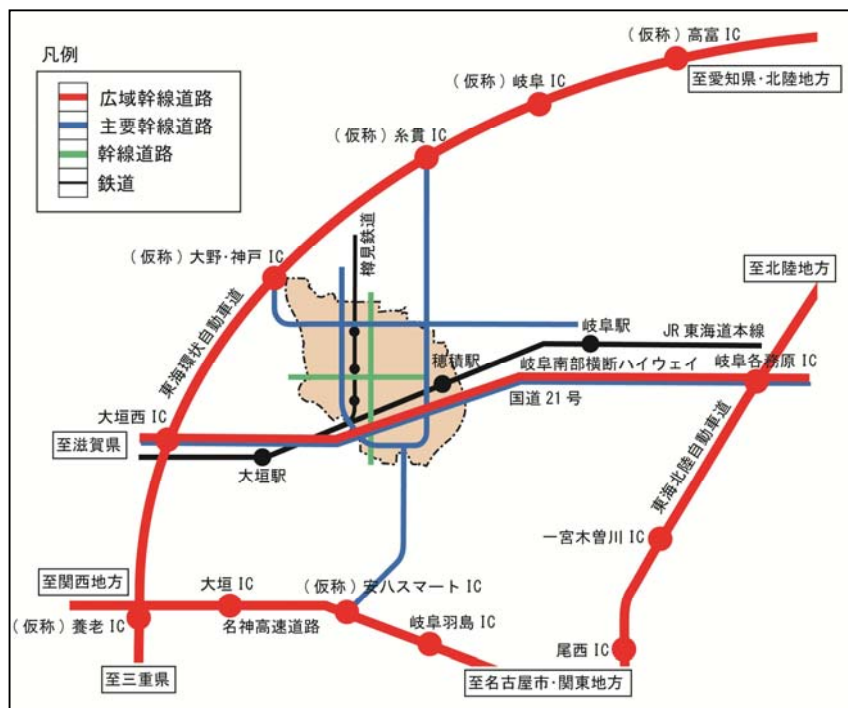 凡例
広域幹線道路
主要幹線道路
幹線道路
鉄道
(仮称)高富 IC
至愛知県・北陸地方
(仮称)岐阜 IC
(仮称)糸貫 IC
樽見鉄道
(仮称)大野・神戸 IC
至北陸地方
東海環状自動車道
岐阜駅
JR東海道本線
穂積駅
岐阜南部横断ハイウェイ
岐阜各務原 IC
国道 21 号
大垣西 IC
至滋賀県
大垣駅
東海北陸自動車道
一宮木曽川 IC
至関西地方
大垣 IC
(仮称)安八スマート IC
(仮称)養老 IC
名神高速道路
岐阜羽島 IC
尾西 IC
至三重県
至名古屋市・関東地方